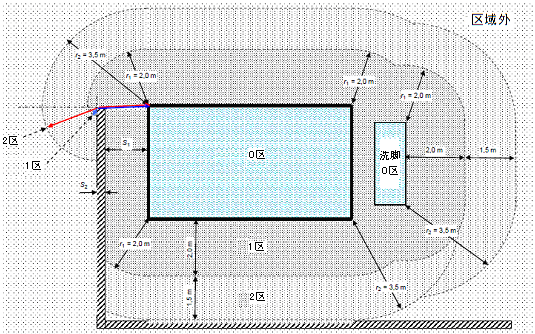 区域外
r₂ = 3,5 m
r₁ = 2,0 m
r₁ = 2,0 m
r₁ = 2,0 m
2区
1区
S₁
0区
洗脚
0区
2,0 m
1,5 m
S₂
r₁ = 2,0 m
2,0 m
1区
r₂ = 3,5 m
1,5 m
2区
r₂ = 3,5 m